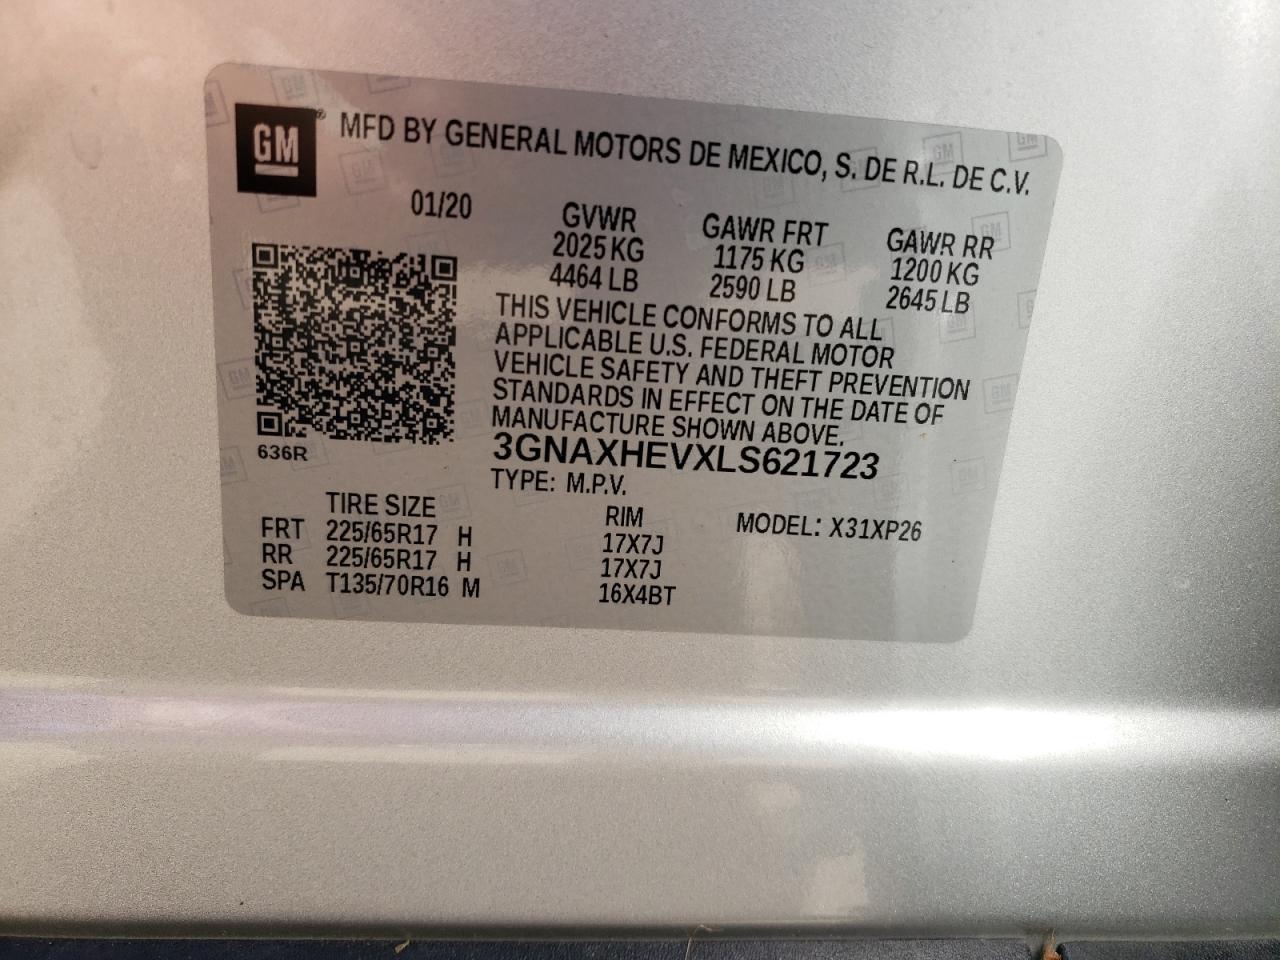 GM® MFD BY GENERAL MOTORS DE MEXICO, S. DE R.L. DE C.V.
01/20 GVWR GAWR FRT GAWR RR
2025 KG 1175 KG 1200 KG
4464 LB 2590 LB 2645 LB
THIS VEHICLE CONFORMS TO ALL
APPLICABLE U.S. FEDERAL MOTOR
VEHICLE SAFETY AND THEFT PREVENTION
STANDARDS IN EFFECT ON THE DATE OF
MANUFACTURE SHOWN ABOVE.
636R 3GNAXHEVXLS621723
TYPE: M.P.V.
TIRE SIZE RIM MODEL: X31XP26
FRT 225/65R17 H 17X7J
RR 225/65R17 H 17X7J
SPA T135/70R16 M 16X4BT